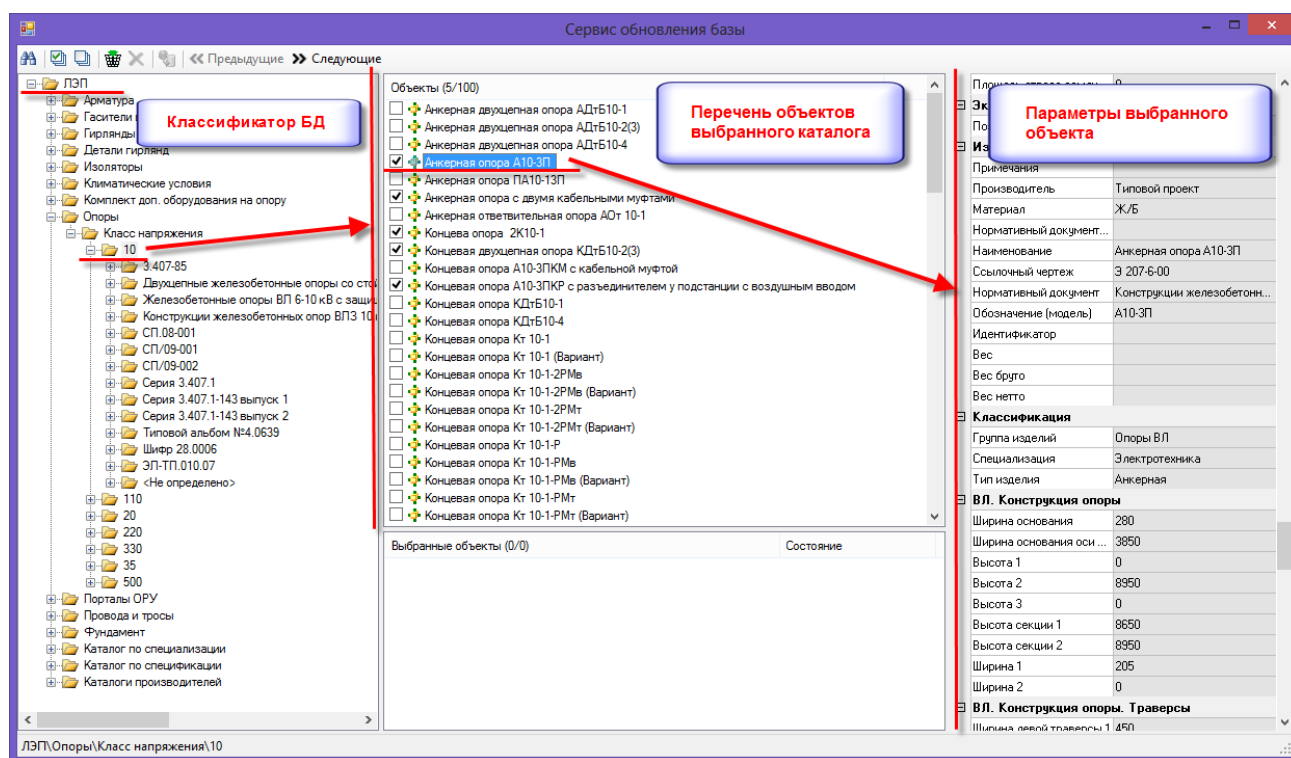 Сервис обновления базы
Предыдущие Следующие
ЛЭП
Арматура
Гасители
Гирлянды
Детали гирлянд
Изоляторы
Климатические условия
Комплект доп. оборудования на опору
Опоры
Класс напряжения
10
3.407-85
Двухцепные железобетонные опоры со
Железобетонные опоры ВП 6-10 кВ с
Конструкции железобетонных опор ВЛЗ
СП.08-001
СП/09-001
СП/09-002
Серия 3.407.1
Серия 3.407.1-143 выпуск 1
Серия 3.407.1-143 выпуск 2
Типовой альбом №4.0639
Шифр 28.0006
ЭЛ-ТП.010.07
<Не определено>
110
20
220
330
35
500
Порталы ОРУ
Провода и тросы
Фундамент
Каталог по специализации
Каталог по спецификации
Каталоги производителей
Классификатор БД
Объекты (5/100)
Анкерная двухцепная опора АДтБ10-1
Анкерная двухцепная опора АДтБ10-2(3)
Анкерная двухцепная опора АДтБ10-4
Анкерная опора А10-3П
Анкерная опора ПА10-13П
Анкерная опора с двумя кабельными муфтами
Анкерная ответвительная опора АОт 10-1
Концева опора 2К10-1
Концевая двухцепная опора КДтБ10-2(3)
Концевая опора А10-3ПКМ с кабельной муфтой
Концевая опора А10-3ПКР с разъединителем у подстанции с воздушным вводом
Концевая опора КДтБ10-1
Концевая опора КДтБ10-4
Концевая опора Кт 10-1
Концевая опора Кт 10-1 (Вариант)
Концевая опора Кт 10-1-2РМв
Концевая опора Кт 10-1-2РМв (Вариант)
Концевая опора Кт 10-1-2РМт
Концевая опора Кт 10-1-2РМт (Вариант)
Концевая опора Кт 10-1-Р
Концевая опора Кт 10-1-РМв
Концевая опора Кт 10-1-РМв (Вариант)
Концевая опора Кт 10-1-РМт
Концевая опора Кт 10-1-РМт (Вариант)
Перечень объектов
выбранного каталога
Выбранные объекты (0/0) Состояние
Параметры выбранного
объекта
Примечания
Производитель Типовой проект
Материал Ж/Б
Нормативный документ...
Наименование Анкерная опора А10-3П
Ссылочный чертеж Э 207-6-00
Нормативный документ Конструкции железобетонн...
Обозначение (модель) А10-3П
Идентификатор
Вес
Вес бруто
Вес нетто
Классификация
Группа изделий Опоры ВЛ
Специализация Электротехника
Тип изделия Анкерная
ВЛ. Конструкция опоры
Ширина основания 280
Ширина основания оси ... 3850
Высота 1 0
Высота 2 8950
Высота 3 0
Высота секции 1 8650
Высота секции 2 8950
Ширина 1 205
Ширина 2 0
ВЛ. Конструкция опоры. Траверсы
Ширина левой траверсы 1 450
ЛЭП\Опоры\Класс напряжения\10